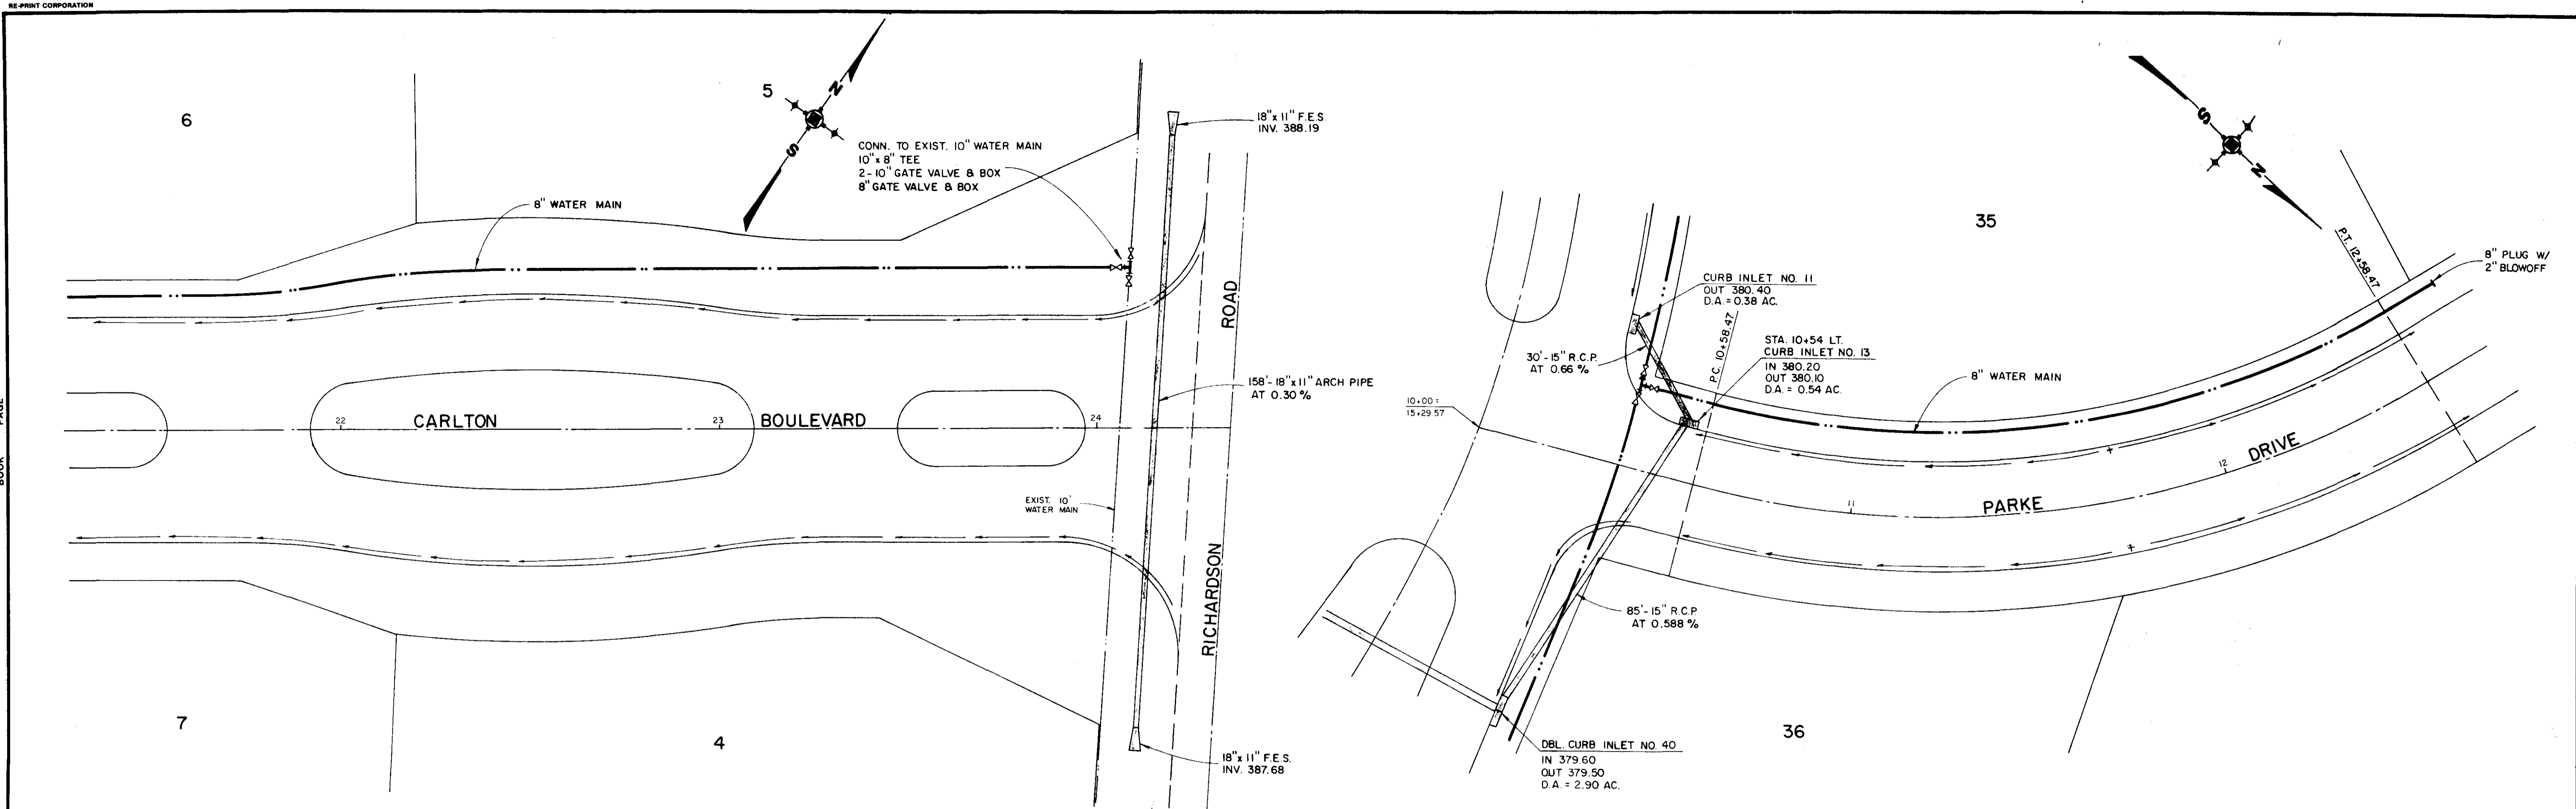 RE-PRINT CORPORATION
6
5
N
S
CONN. TO EXIST. 10" WATER MAIN
10" x 8" TEE
2-10" GATE VALVE & BOX
8" GATE VALVE & BOX
8" WATER MAIN
18" x 11" F.E.S.
INV. 388.19
ROAD
158'-18" x 11" ARCH PIPE
AT 0.30 %
22
CARLTON
23
BOULEVARD
24
EXIST. 10'
WATER MAIN
RICHARDSON
7
4
18" x 11" F.E.S.
INV. 387.68
BOOK
PAGE
S
N
35
P.T. 12+58.47
8" PLUG W/
2" BLOWOFF
CURB INLET NO. 11
OUT 380.40
D.A. = 0.38 AC.
P.C. 10+58.47
STA. 10+54 LT.
CURB INLET NO. 13
IN 380.20
OUT 380.10
D.A. = 0.54 AC.
30'-15" R.C.P.
AT 0.66 %
8" WATER MAIN
10+00 =
15+29.57
11
PARKE
12
DRIVE
85'-15" R.C.P.
AT 0.588 %
36
DBL. CURB INLET NO. 40
IN 379.60
OUT 379.50
D.A. = 2.90 AC.